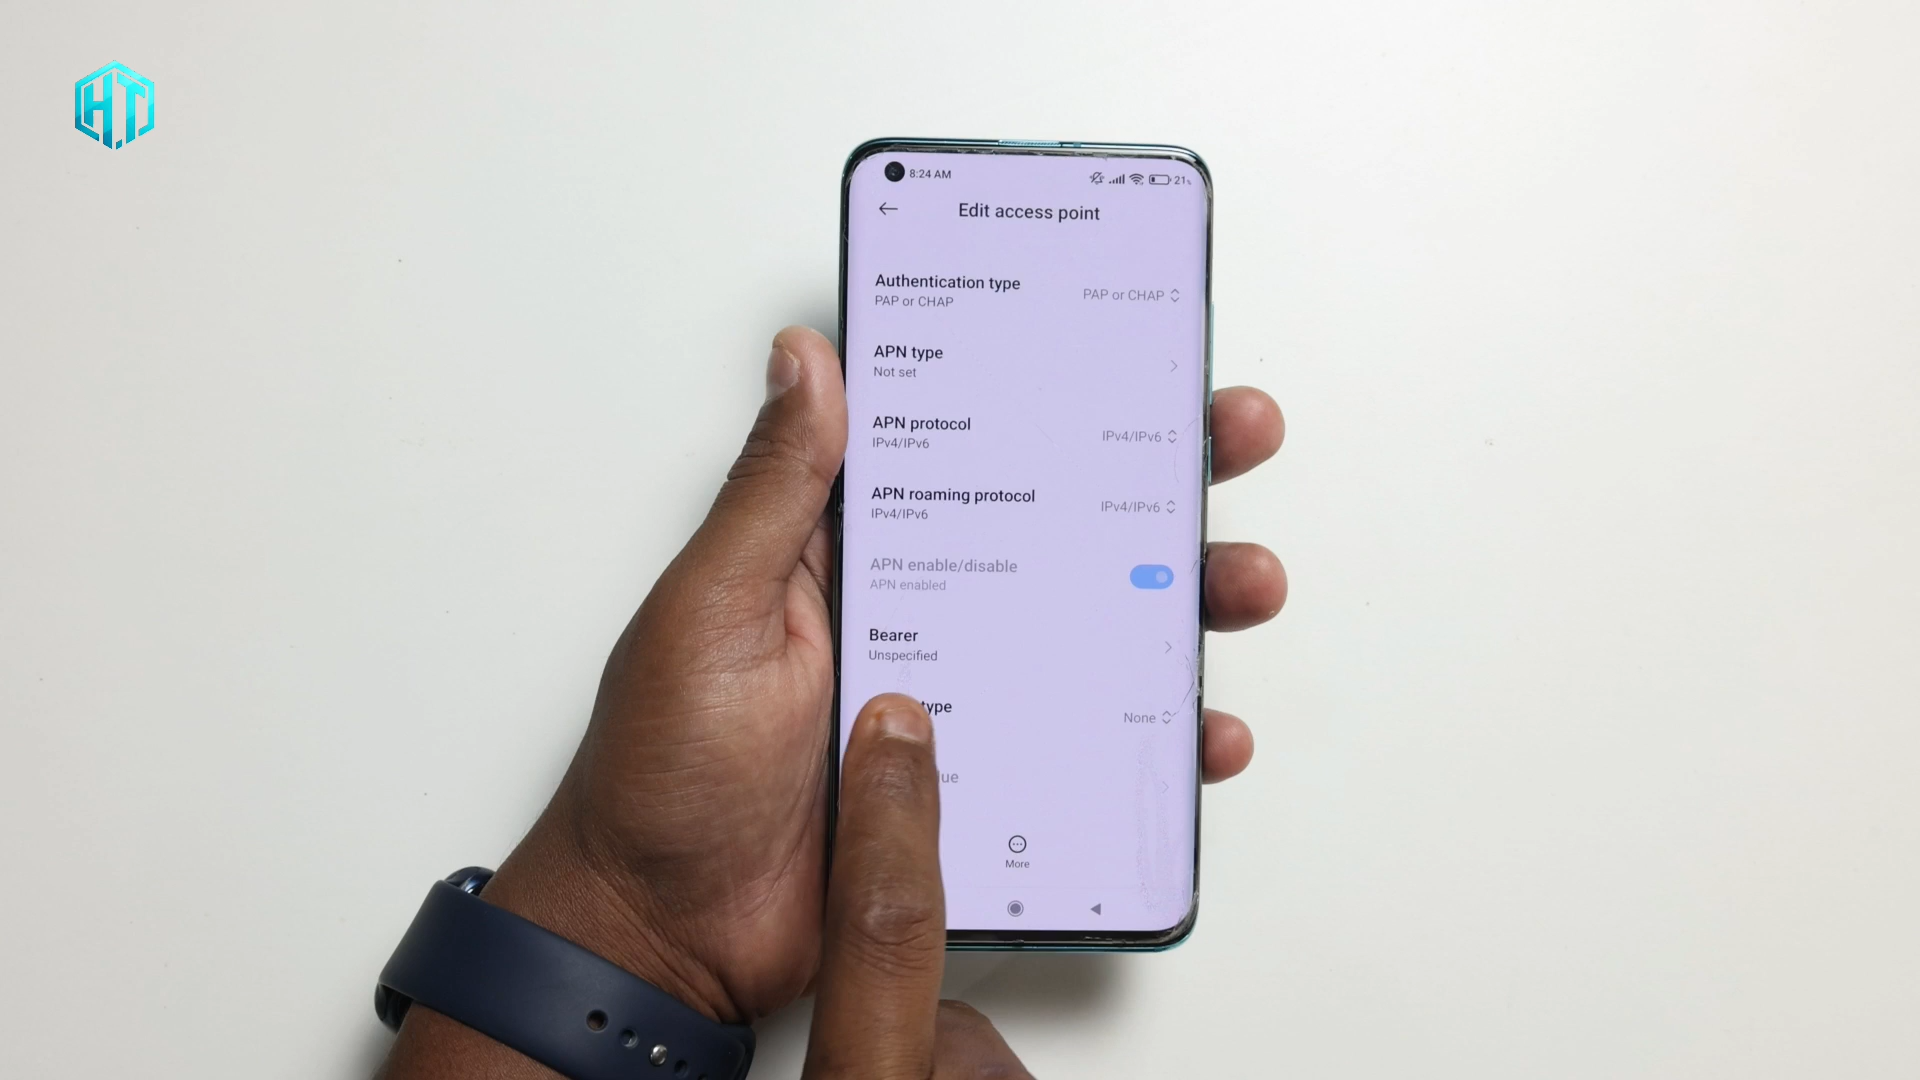 H.T.
8:24 AM
21%
Edit access point
Authentication type
PAP or CHAP
PAP or CHAP
APN type
Not set
APN protocol
IPv4/IPv6
IPv4/IPv6
APN roaming protocol
IPv4/IPv6
IPv4/IPv6
APN enable/disable
APN enabled
Bearer
Unspecified
type
None
More